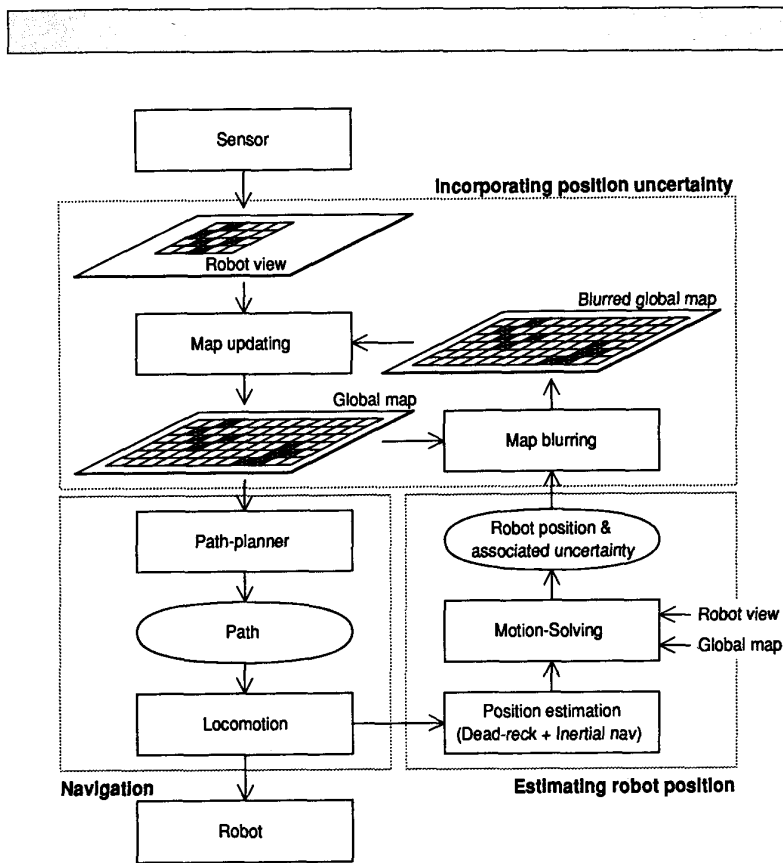 Sensor
Incorporating position uncertainty
Robot view
Blurred global map
Map updating
Global map
Map blurring
Path-planner
Robot position &
associated uncertainty
Path
Motion-Solving
Robot view
Global map
Locomotion
Position estimation
(Dead-reck + Inertial nav)
Navigation
Estimating robot position
Robot